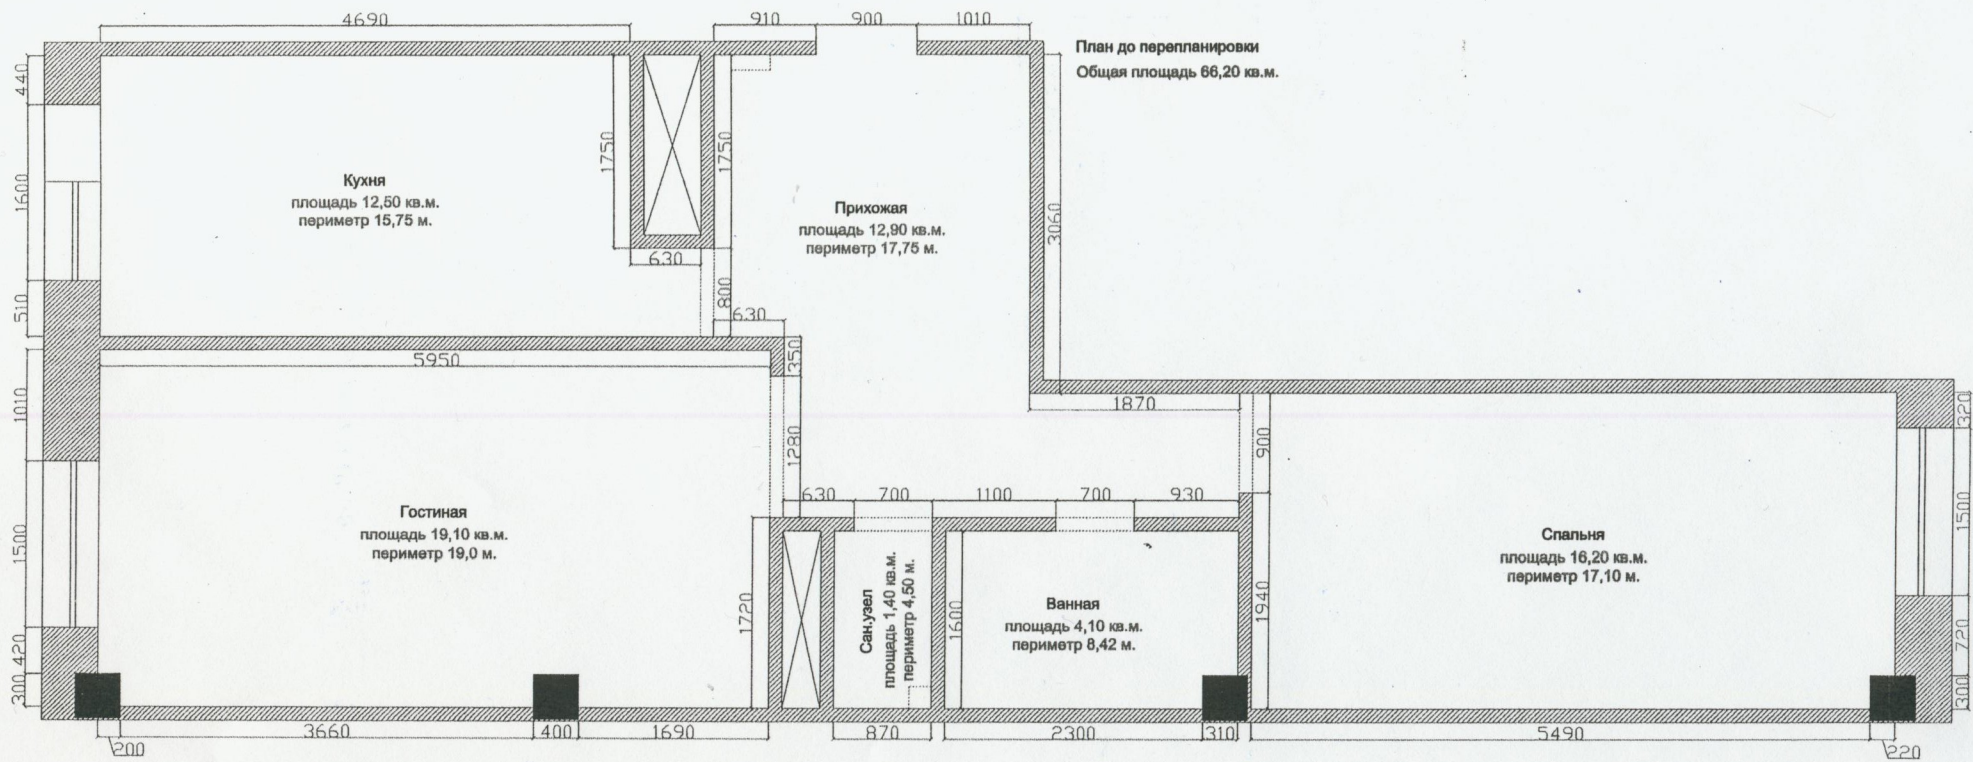 4690
910
900
1010
План до перепланировки
Общая площадь 66,20 кв.м.
440
1600
510
1750
1750
3060
Кухня
площадь 12,50 кв.м.
периметр 15,75 м.
Прихожая
площадь 12,90 кв.м.
периметр 17,75 м.
630
800
630
5950
350
1010
1280
1870
900
320
630
700
1100
700
930
Гостиная
площадь 19,10 кв.м.
периметр 19,0 м.
1500
420
300
1720
Сан.узел
площадь 1,40 кв.м.
периметр 4,50 м.
1600
Ванная
площадь 4,10 кв.м.
периметр 8,42 м.
1940
Спальня
площадь 16,20 кв.м.
периметр 17,10 м.
1500
720
300
3660
400
1690
870
2300
310
5490
200
220